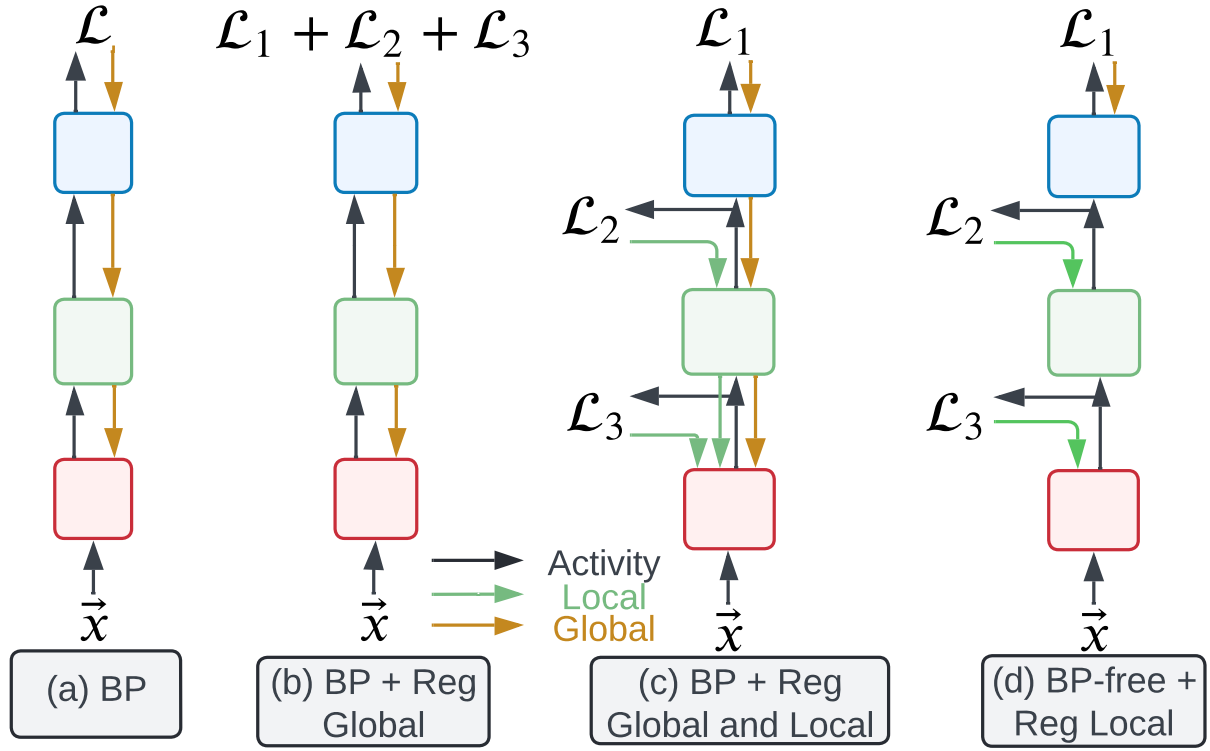 ℒ
ℒ₁ + ℒ₂ + ℒ₃
ℒ₁
ℒ₁
ℒ₂
ℒ₂
ℒ₃
ℒ₃
Activity
Local
Global
x⃗
x⃗
x⃗
x⃗
(a) BP
(b) BP + Reg
Global
(c) BP + Reg
Global and Local
(d) BP-free +
Reg Local